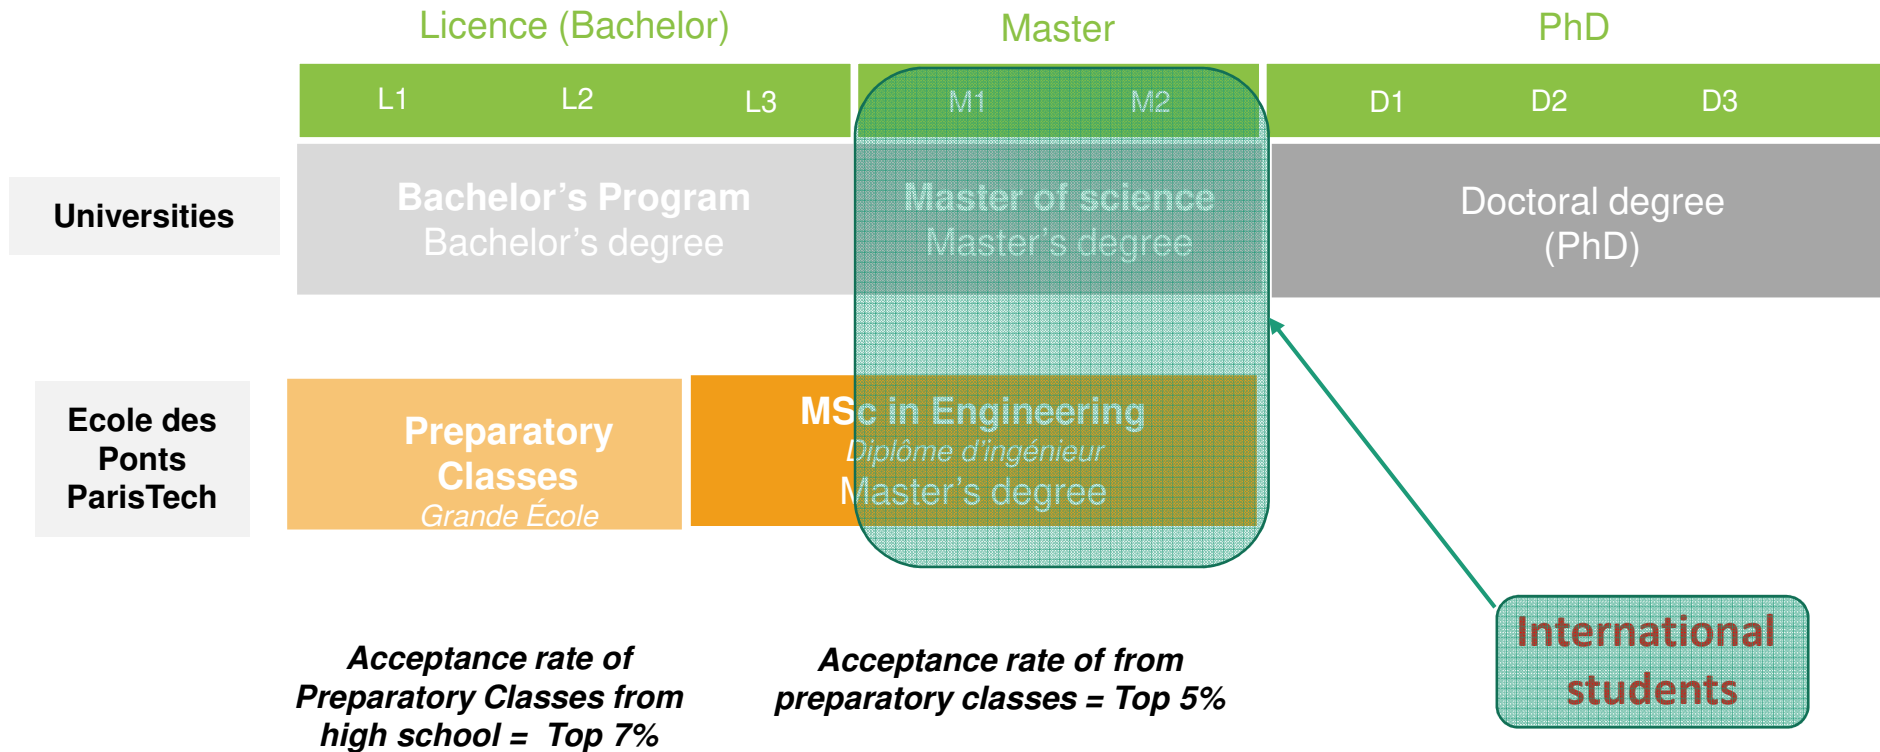 Licence (Bachelor)
Master
PhD
L1
L2
L3
M1
M2
D1
D2
D3
Universities
Bachelor's Program
Bachelor's degree
Master of science
Master's degree
Doctoral degree
(PhD)
Ecole des
Ponts
ParisTech
Preparatory
Classes
Grande École
MSc in Engineering
Diplôme d'ingénieur
Master's degree
Acceptance rate of
Preparatory Classes from
high school = Top 7%
Acceptance rate of from
preparatory classes = Top 5%
International
students